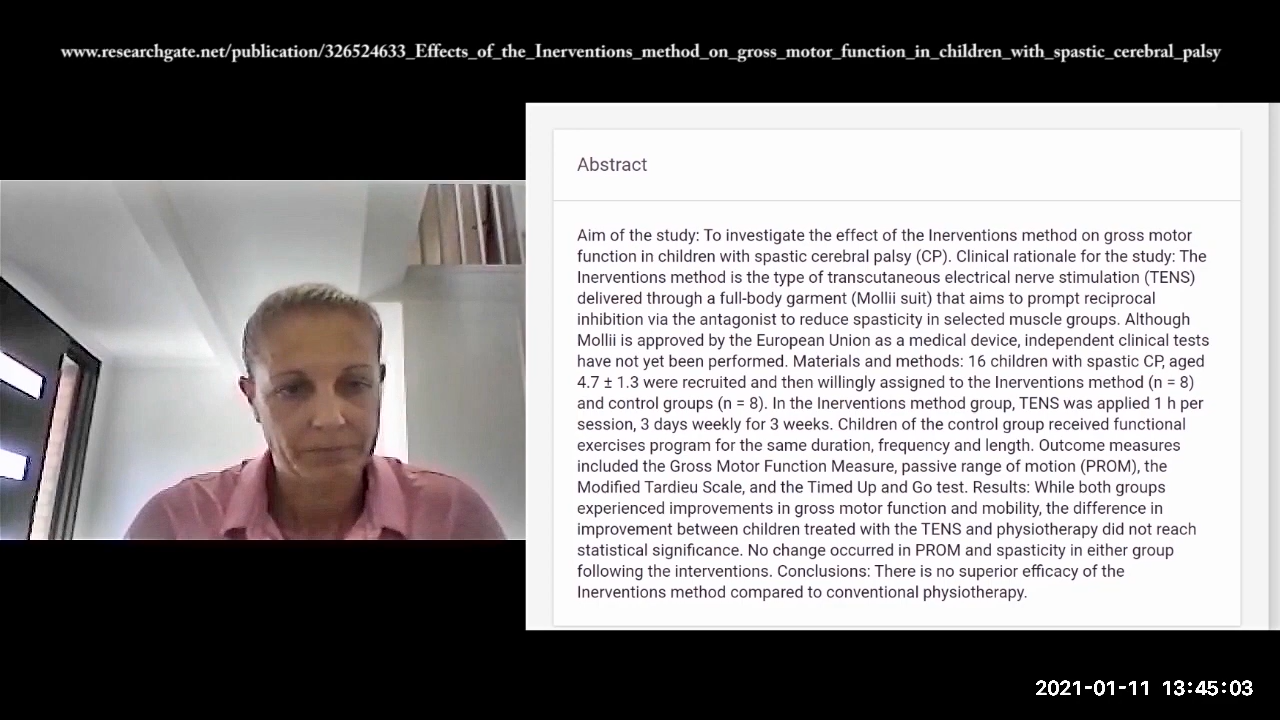 www.researchgate.net/publication/326524633_Effects_of_the_Inerventions_method_on_gross_motor_function_in_children_with_spastic_cerebral_palsy
Abstract
Aim of the study: To investigate the effect of the Inerventions method on gross motor
function in children with spastic cerebral palsy (CP). Clinical rationale for the study: The
Inerventions method is the type of transcutaneous electrical nerve stimulation (TENS)
delivered through a full-body garment (Mollii suit) that aims to prompt reciprocal
inhibition via the antagonist to reduce spasticity in selected muscle groups. Although
Mollii is approved by the European Union as a medical device, independent clinical tests
have not yet been performed. Materials and methods: 16 children with spastic CP, aged
4.7 ± 1.3 were recruited and then willingly assigned to the Inerventions method (n = 8)
and control groups (n = 8). In the Inerventions method group, TENS was applied 1 h per
session, 3 days weekly for 3 weeks. Children of the control group received functional
exercises program for the same duration, frequency and length. Outcome measures
included the Gross Motor Function Measure, passive range of motion (PROM), the
Modified Tardieu Scale, and the Timed Up and Go test. Results: While both groups
experienced improvements in gross motor function and mobility, the difference in
improvement between children treated with the TENS and physiotherapy did not reach
statistical significance. No change occurred in PROM and spasticity in either group
following the interventions. Conclusions: There is no superior efficacy of the
Inerventions method compared to conventional physiotherapy.
2021-01-11 13:45:03